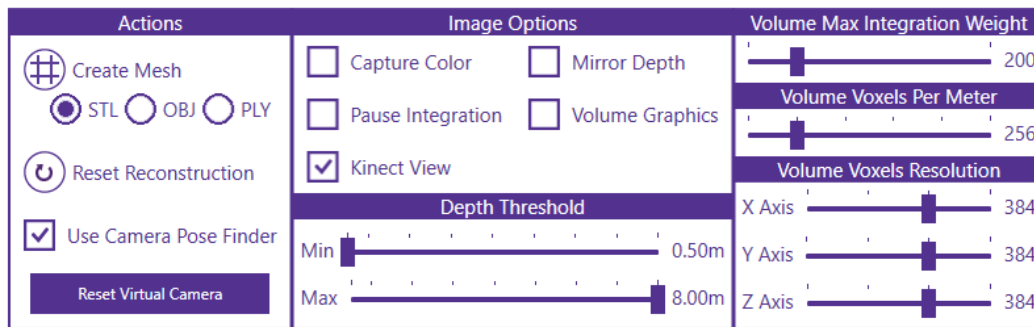 Actions
Create Mesh
STL OBJ PLY
Reset Reconstruction
Use Camera Pose Finder
Reset Virtual Camera
Image Options
Capture Color Mirror Depth
Pause Integration Volume Graphics
Kinect View
Depth Threshold
Min 0.50m
Max 8.00m
Volume Max Integration Weight
200
Volume Voxels Per Meter
256
Volume Voxels Resolution
X Axis 384
Y Axis 384
Z Axis 384